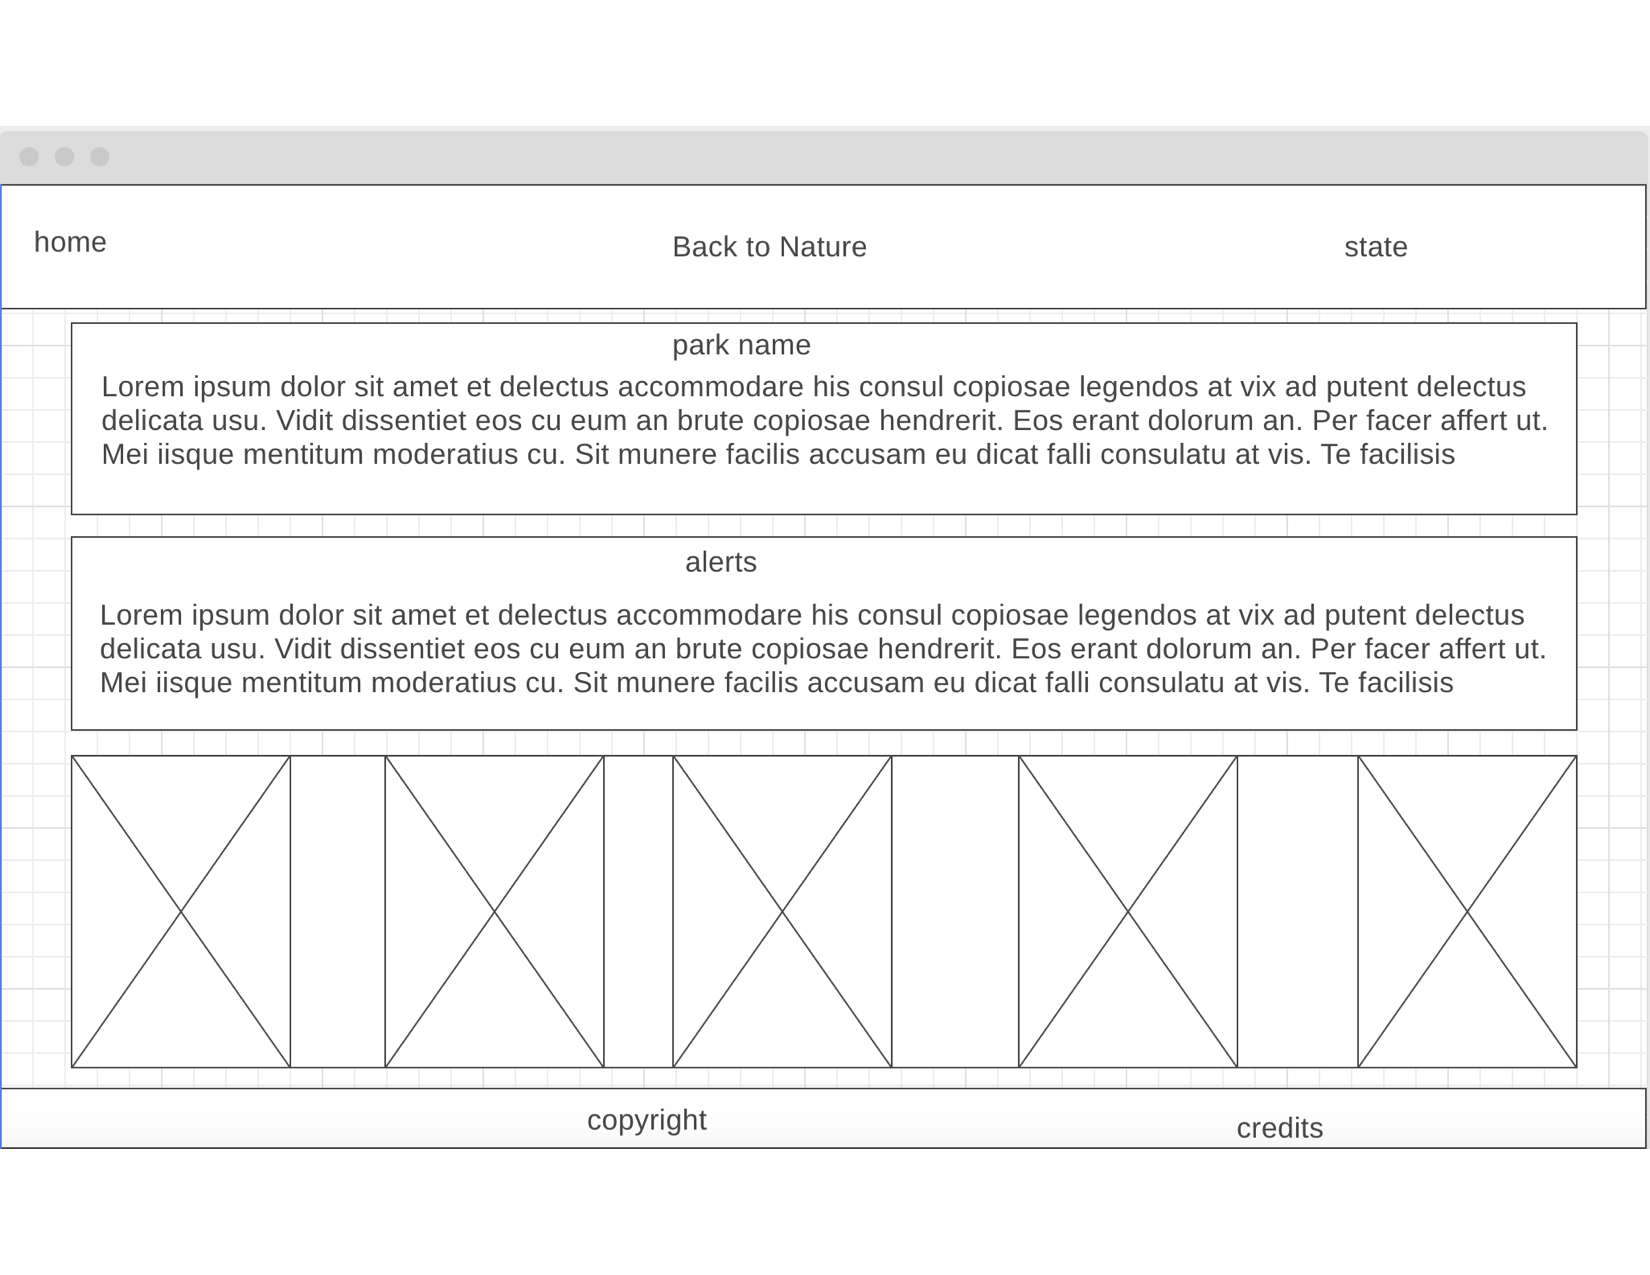 home
Back to Nature
state
park name
Lorem ipsum dolor sit amet et delectus accommodare his consul copiosae legendos at vix ad putent delectus
delicata usu. Vidit dissentiet eos cu eum an brute copiosae hendrerit. Eos erant dolorum an. Per facer affert ut.
Mei iisque mentitum moderatius cu. Sit munere facilis accusam eu dicat falli consulatu at vis. Te facilisis
alerts
Lorem ipsum dolor sit amet et delectus accommodare his consul copiosae legendos at vix ad putent delectus
delicata usu. Vidit dissentiet eos cu eum an brute copiosae hendrerit. Eos erant dolorum an. Per facer affert ut.
Mei iisque mentitum moderatius cu. Sit munere facilis accusam eu dicat falli consulatu at vis. Te facilisis
copyright
credits